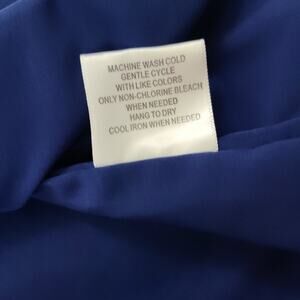 MACHINE WASH COLD
GENTLE CYCLE
WITH LIKE COLORS
ONLY NON-CHLORINE BLEACH
WHEN NEEDED
HANG TO DRY
COOL IRON WHEN NEEDED